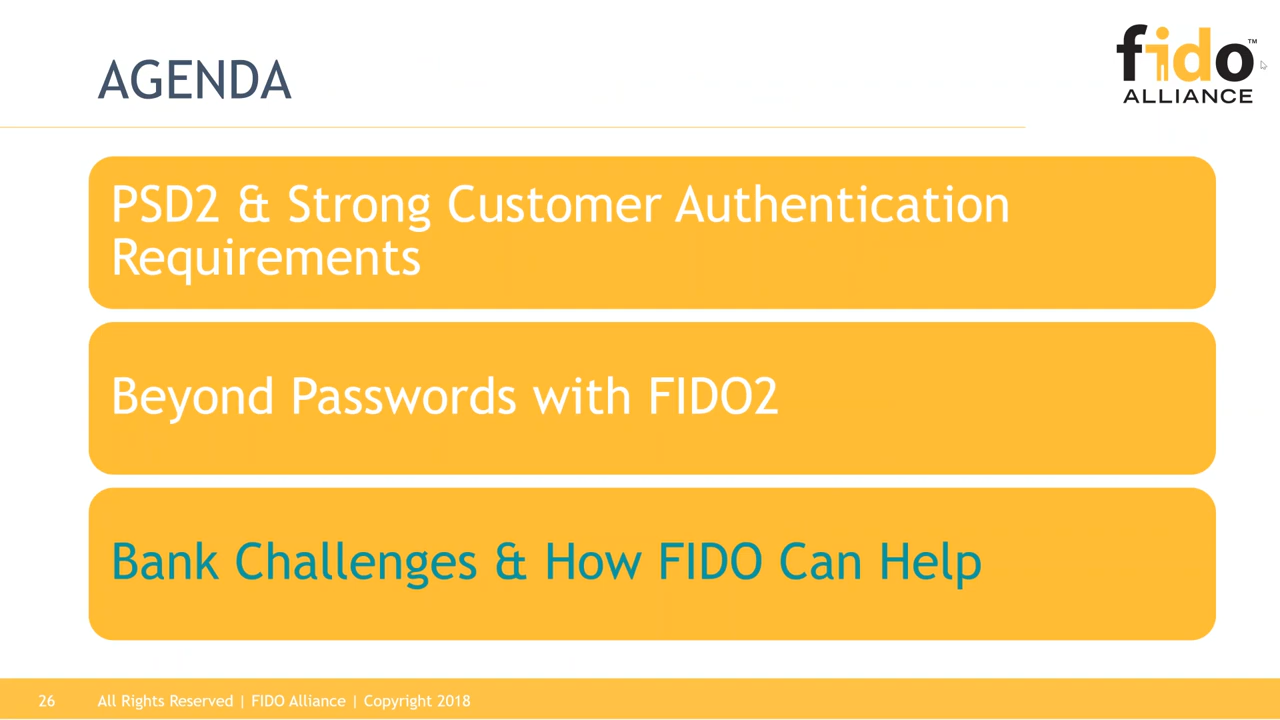 AGENDA
fido™
ALLIANCE
PSD2 & Strong Customer Authentication
Requirements
Beyond Passwords with FIDO2
Bank Challenges & How FIDO Can Help
26 All Rights Reserved | FIDO Alliance | Copyright 2018